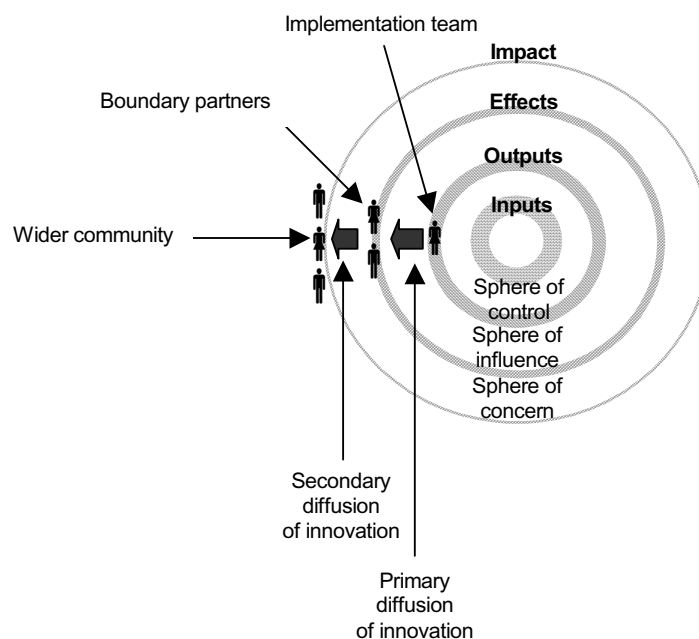 Implementation team
Impact
Boundary partners
Effects
Outputs
Inputs
Wider community
Sphere of
control
Sphere of
influence
Sphere of
concern
Secondary
diffusion
of innovation
Primary
diffusion
of innovation